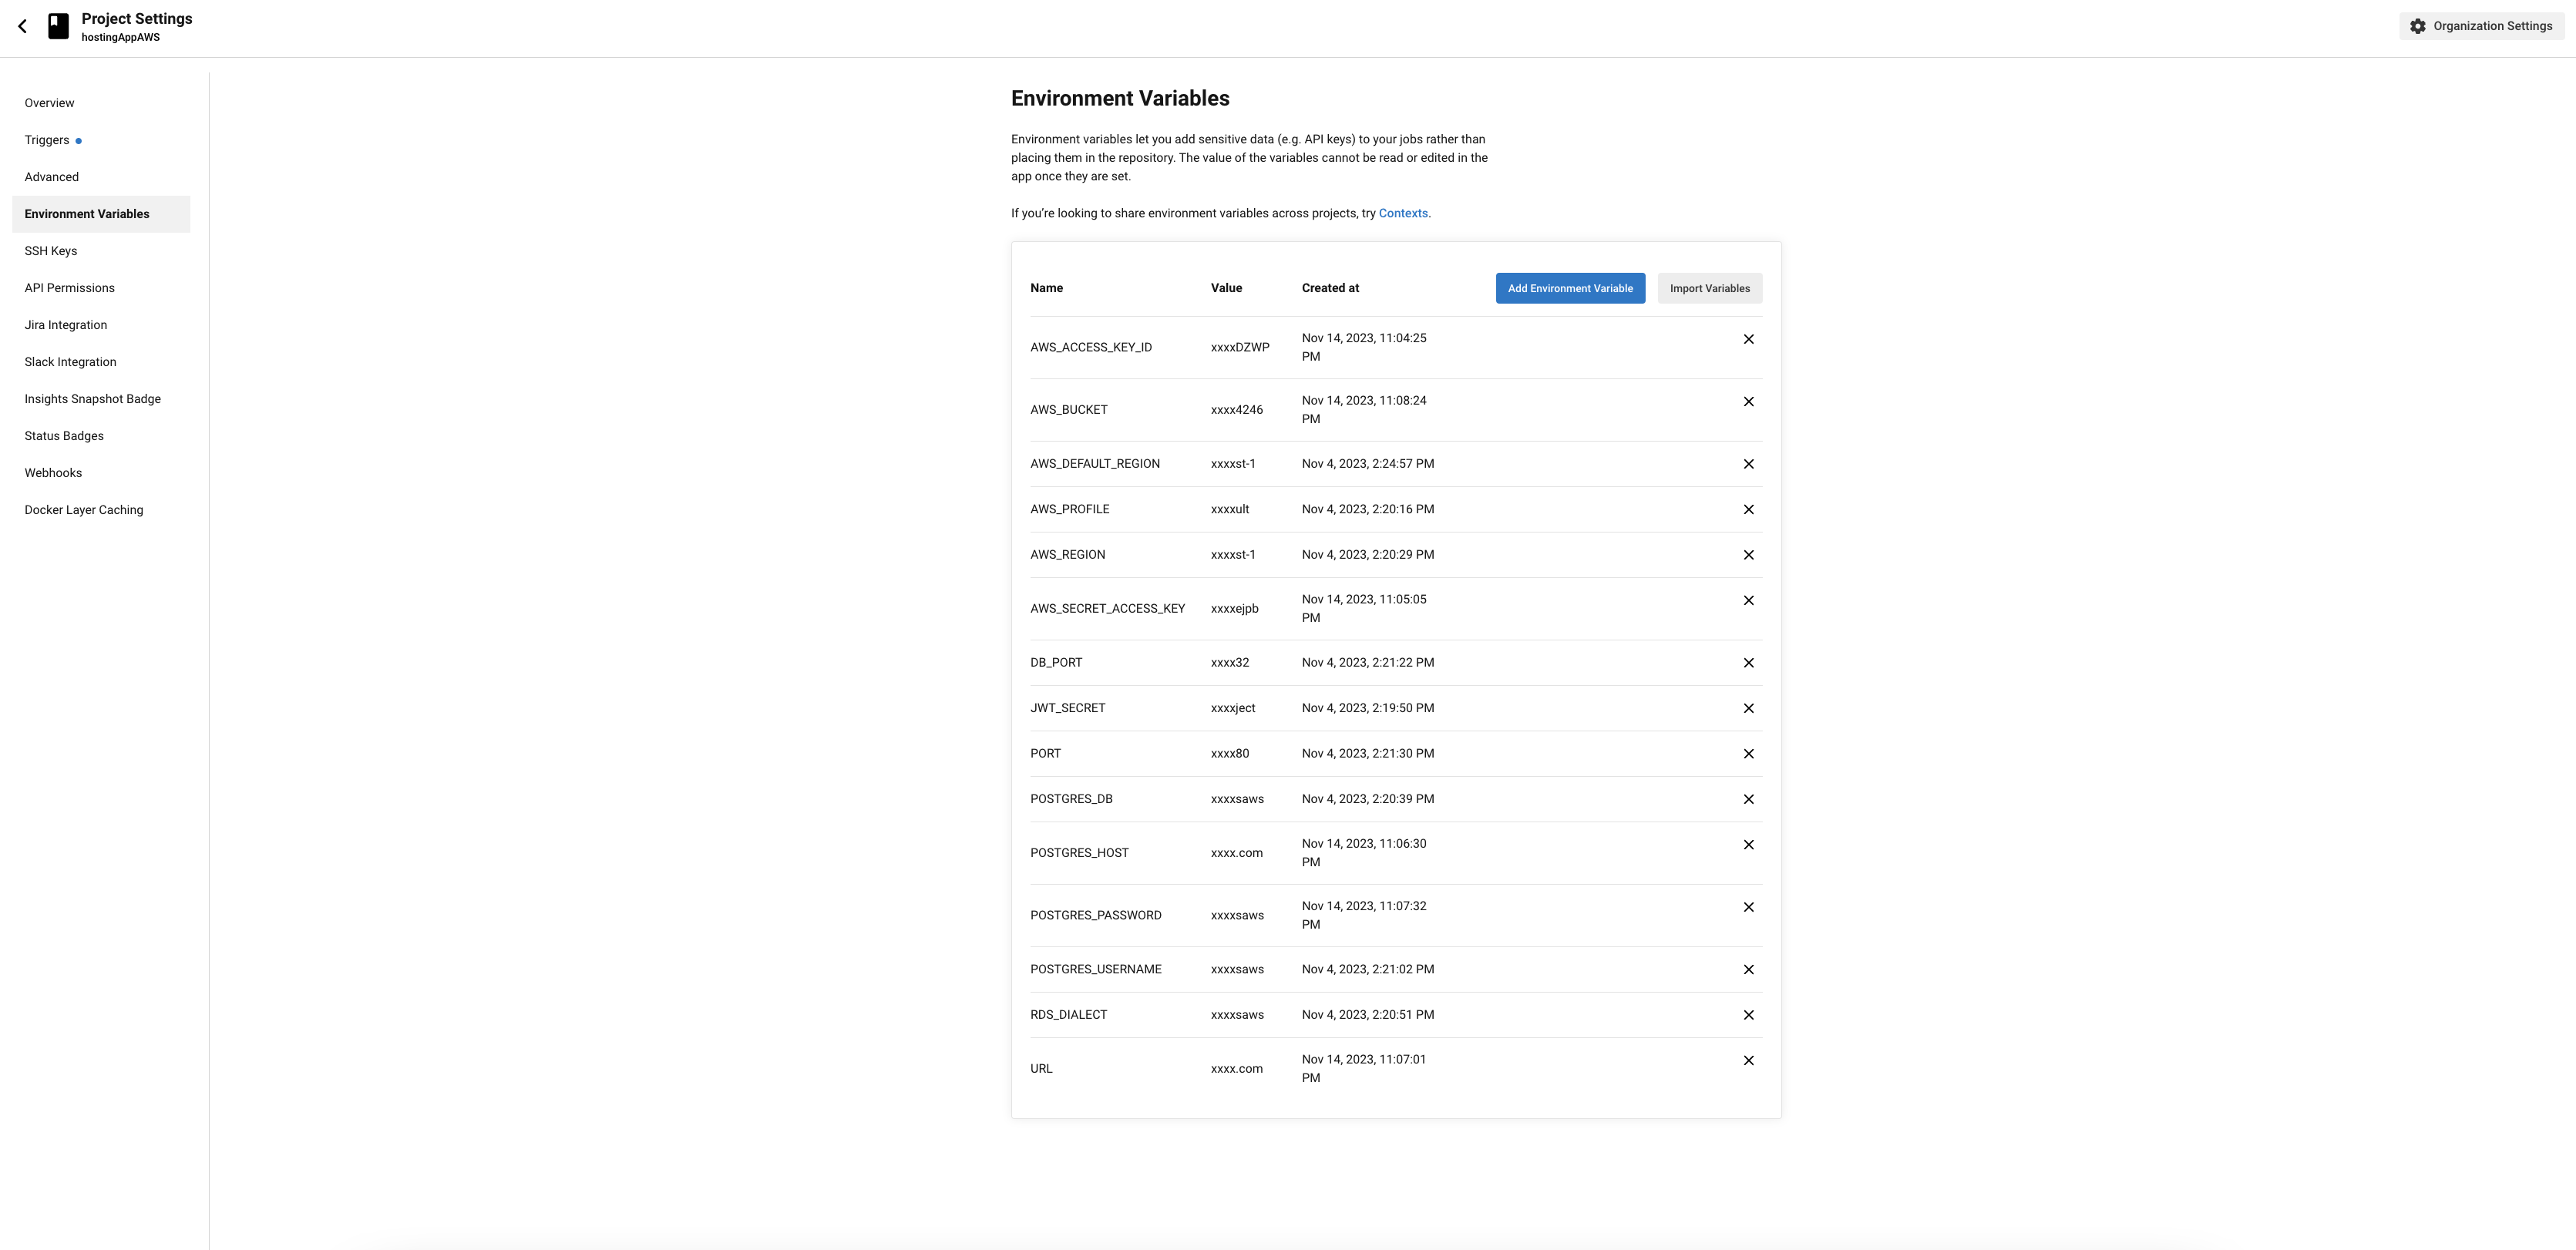 Project Settings
hostingAppAWS
Organization Settings
Overview
Triggers
Advanced
Environment Variables
SSH Keys
API Permissions
Jira Integration
Slack Integration
Insights Snapshot Badge
Status Badges
Webhooks
Docker Layer Caching
Environment Variables
Environment variables let you add sensitive data (e.g. API keys) to your jobs rather than
placing them in the repository. The value of the variables cannot be read or edited in the
app once they are set.
If you’re looking to share environment variables across projects, try Contexts.
Name Value Created at Add Environment Variable Import Variables
AWS_ACCESS_KEY_ID xxxxDZWP Nov 14, 2023, 11:04:25
PM
AWS_BUCKET xxxx4246 Nov 14, 2023, 11:08:24
PM
AWS_DEFAULT_REGION xxxxst-1 Nov 4, 2023, 2:24:57 PM
AWS_PROFILE xxxxult Nov 4, 2023, 2:20:16 PM
AWS_REGION xxxxst-1 Nov 4, 2023, 2:20:29 PM
AWS_SECRET_ACCESS_KEY xxxxejpb Nov 14, 2023, 11:05:05
PM
DB_PORT xxxx32 Nov 4, 2023, 2:21:22 PM
JWT_SECRET xxxxject Nov 4, 2023, 2:19:50 PM
PORT xxxx80 Nov 4, 2023, 2:21:30 PM
POSTGRES_DB xxxxsaws Nov 4, 2023, 2:20:39 PM
POSTGRES_HOST xxxx.com Nov 14, 2023, 11:06:30
PM
POSTGRES_PASSWORD xxxxsaws Nov 14, 2023, 11:07:32
PM
POSTGRES_USERNAME xxxxsaws Nov 4, 2023, 2:21:02 PM
RDS_DIALECT xxxxsaws Nov 4, 2023, 2:20:51 PM
URL xxxx.com Nov 14, 2023, 11:07:01
PM